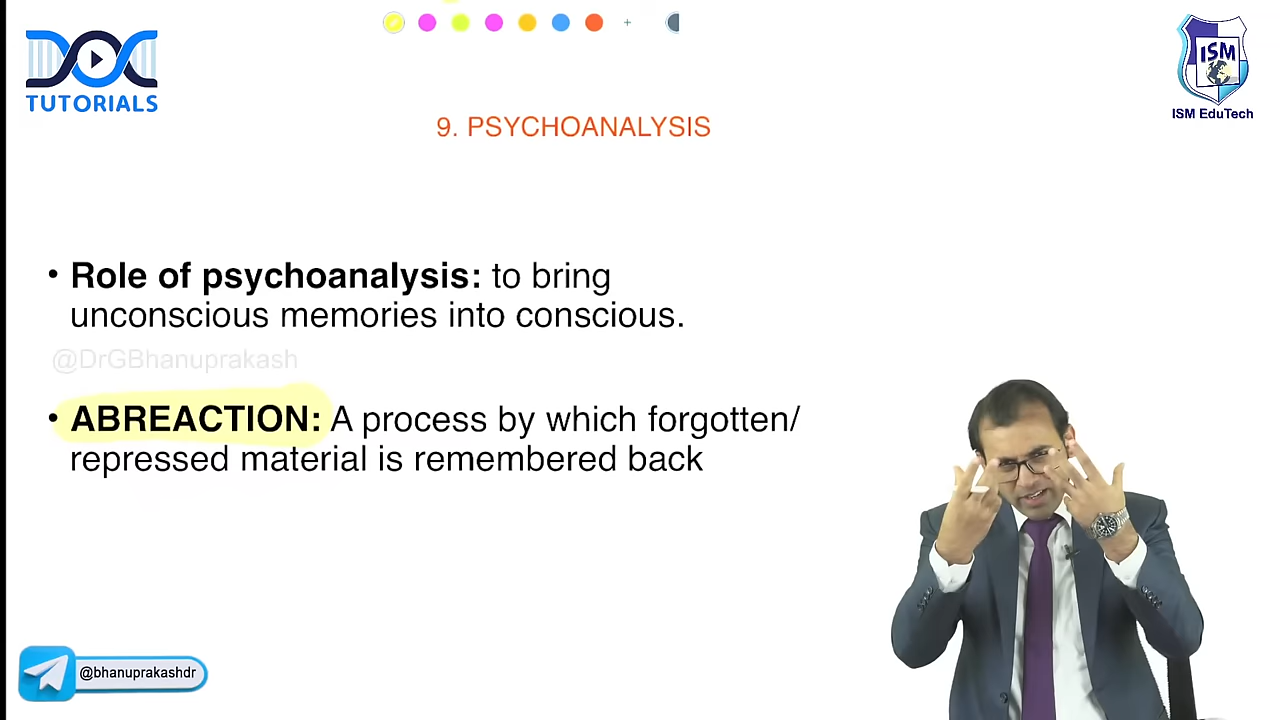 DOC
TUTORIALS
ISM
ISM EduTech
9. PSYCHOANALYSIS
• Role of psychoanalysis: to bring
unconscious memories into conscious.
@DrGBhanuprakash
• ABREACTION: A process by which forgotten/
repressed material is remembered back
@bhanuprakashdr